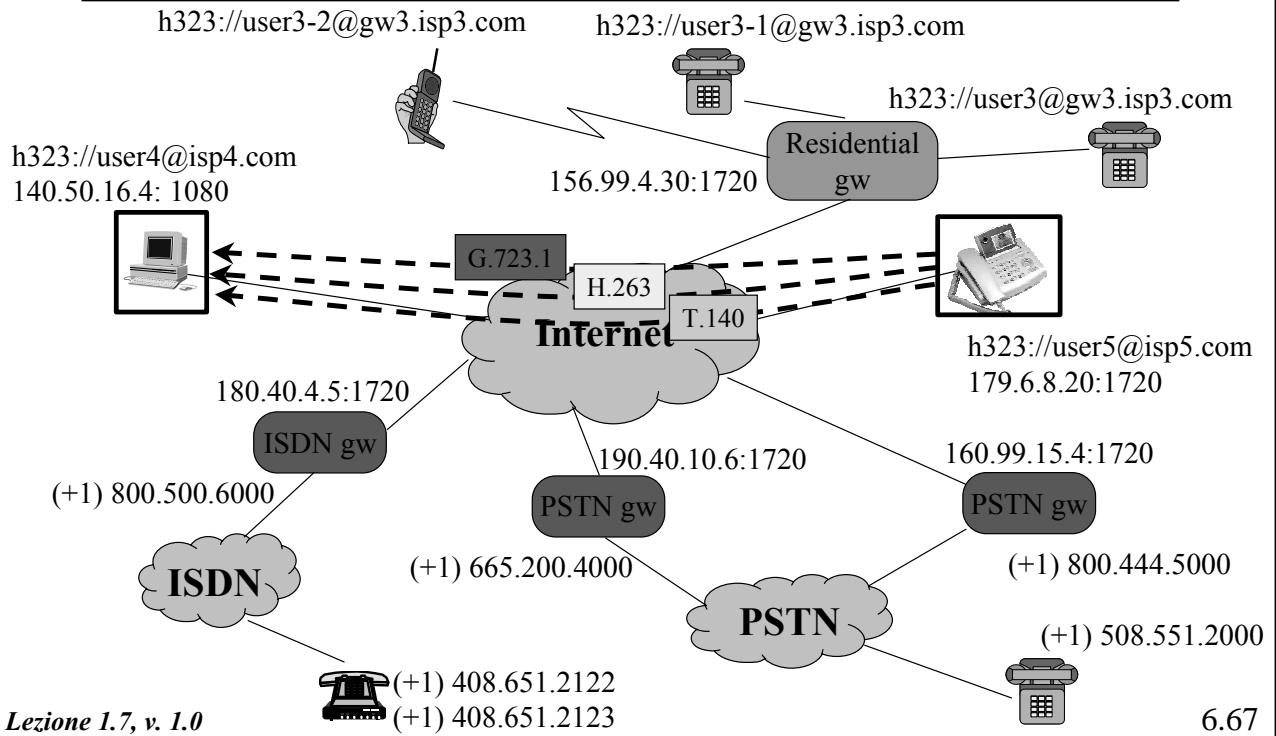 h323://user3-2@gw3.isp3.com
h323://user3-1@gw3.isp3.com
h323://user3@gw3.isp3.com
Residential
gw
h323://user4@isp4.com
140.50.16.4: 1080
156.99.4.30:1720
G.723.1
H.263
T.140
Internet
h323://user5@isp5.com
179.6.8.20:1720
180.40.4.5:1720
ISDN gw
190.40.10.6:1720
160.99.15.4:1720
(+1) 800.500.6000
PSTN gw
PSTN gw
(+1) 665.200.4000
(+1) 800.444.5000
ISDN
PSTN
(+1) 508.551.2000
(+1) 408.651.2122
(+1) 408.651.2123
Lezione 1.7, v. 1.0
6.67